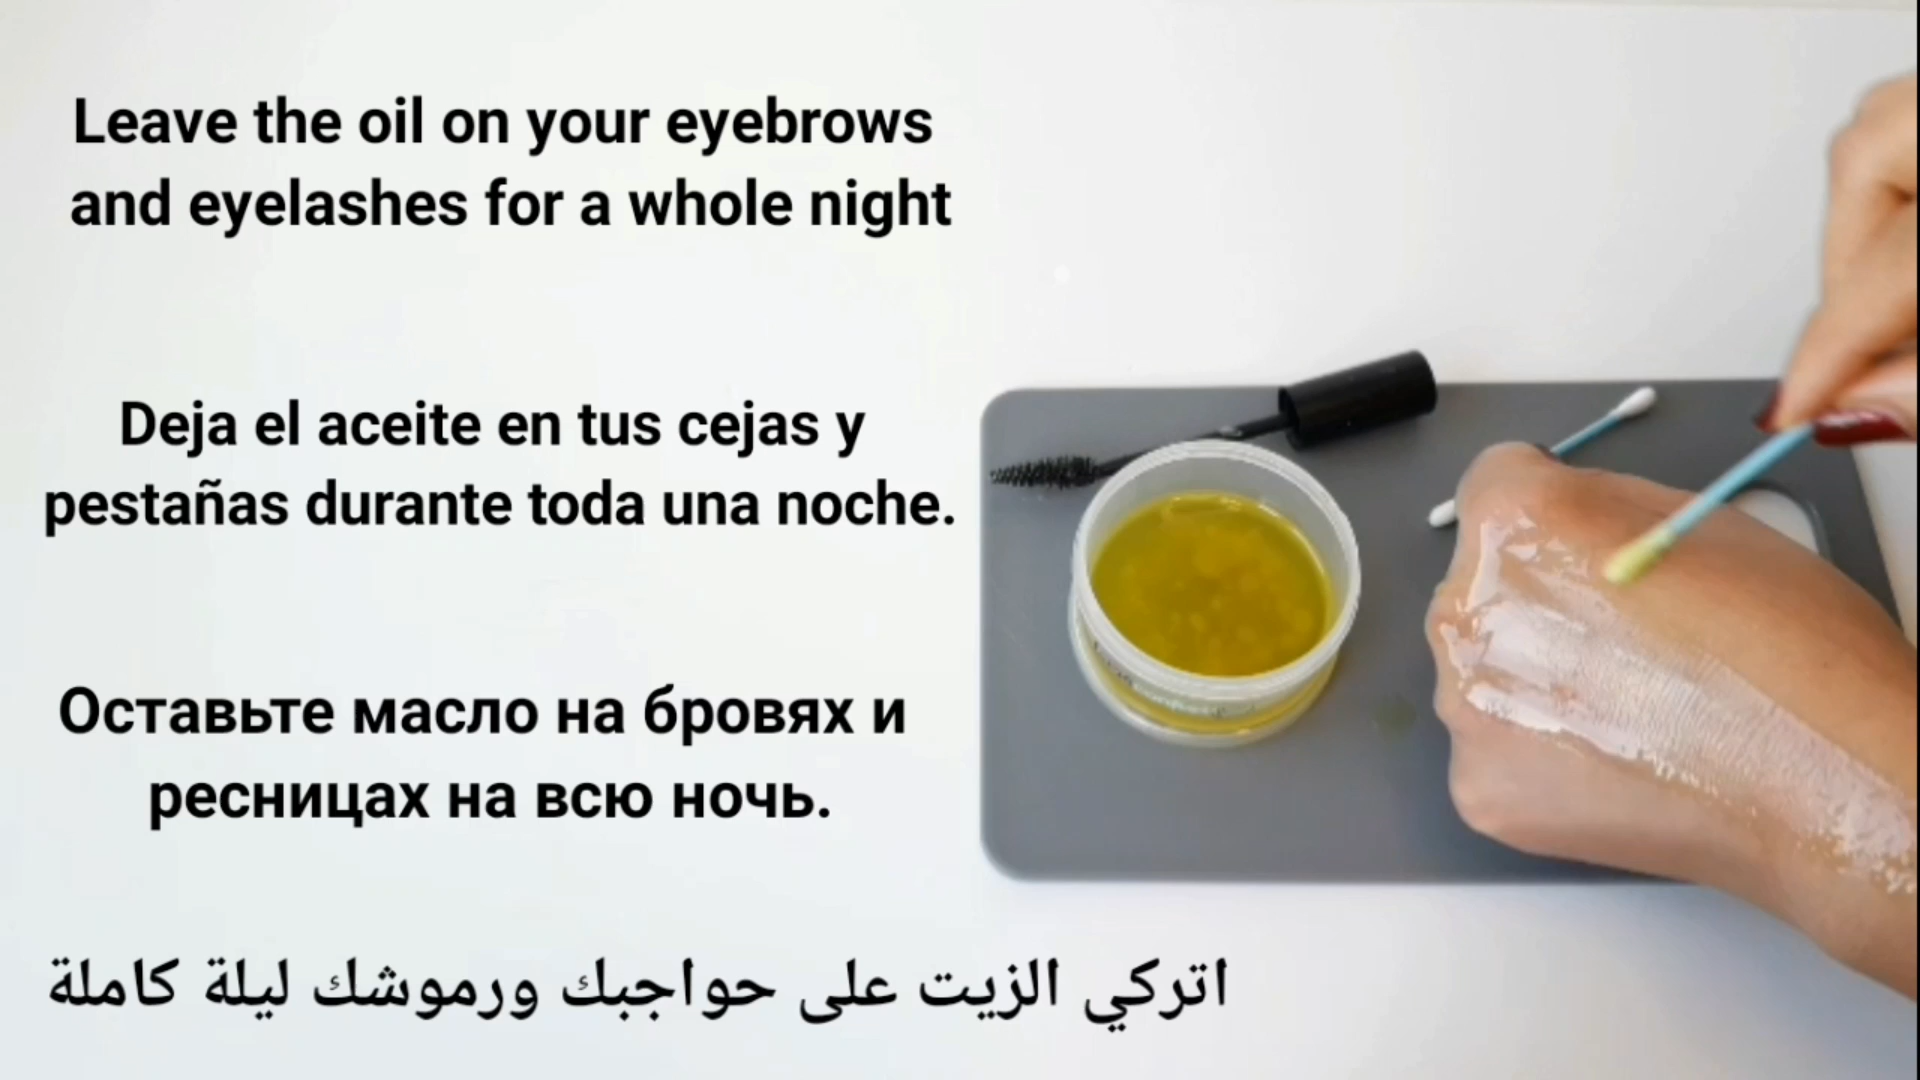 Leave the oil on your eyebrows
and eyelashes for a whole night
Deja el aceite en tus cejas y
pestañas durante toda una noche.
Оставьте масло на бровях и
ресницах на всю ночь.
اتركي الزيت على حواجبك ورموشك ليلة كاملة